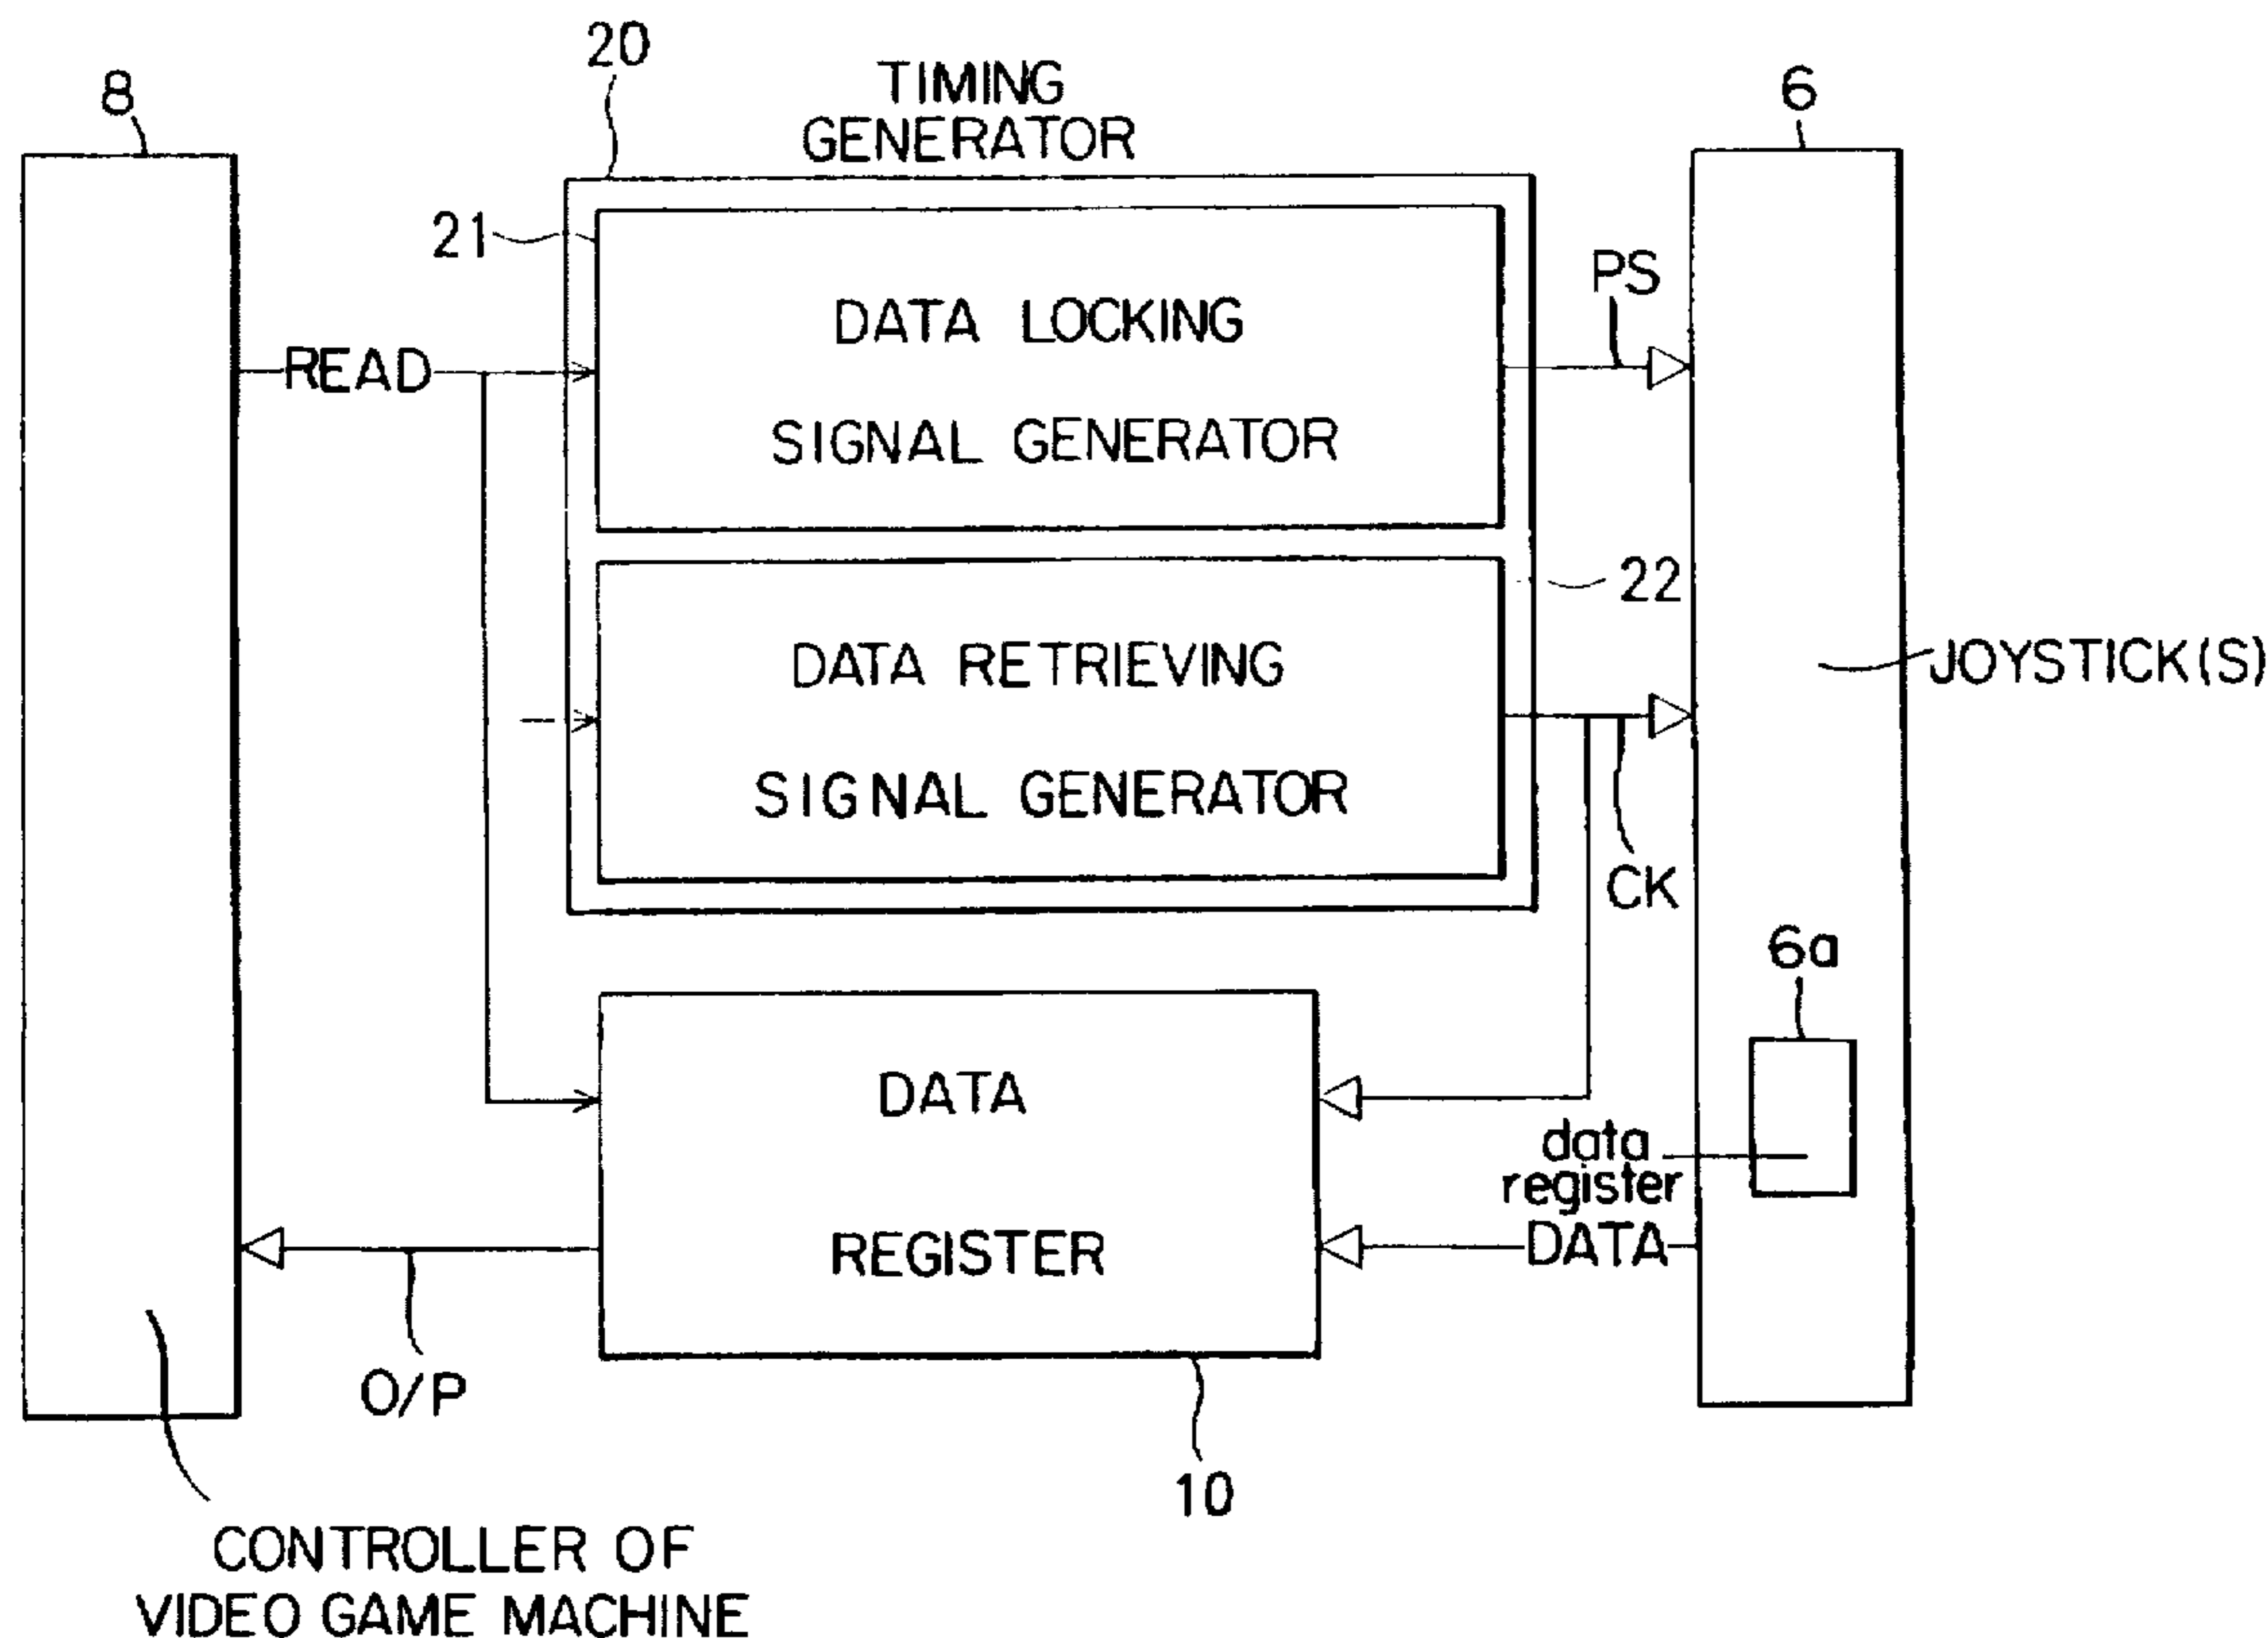 20
TIMING
GENERATOR
8
6
21
PS
DATA LOCKING
SIGNAL GENERATOR
READ
22
DATA RETRIEVING
SIGNAL GENERATOR
JOYSTICK(S)
CK
6a
DATA
REGISTER
data
register
DATA
O/P
10
CONTROLLER OF
VIDEO GAME MACHINE